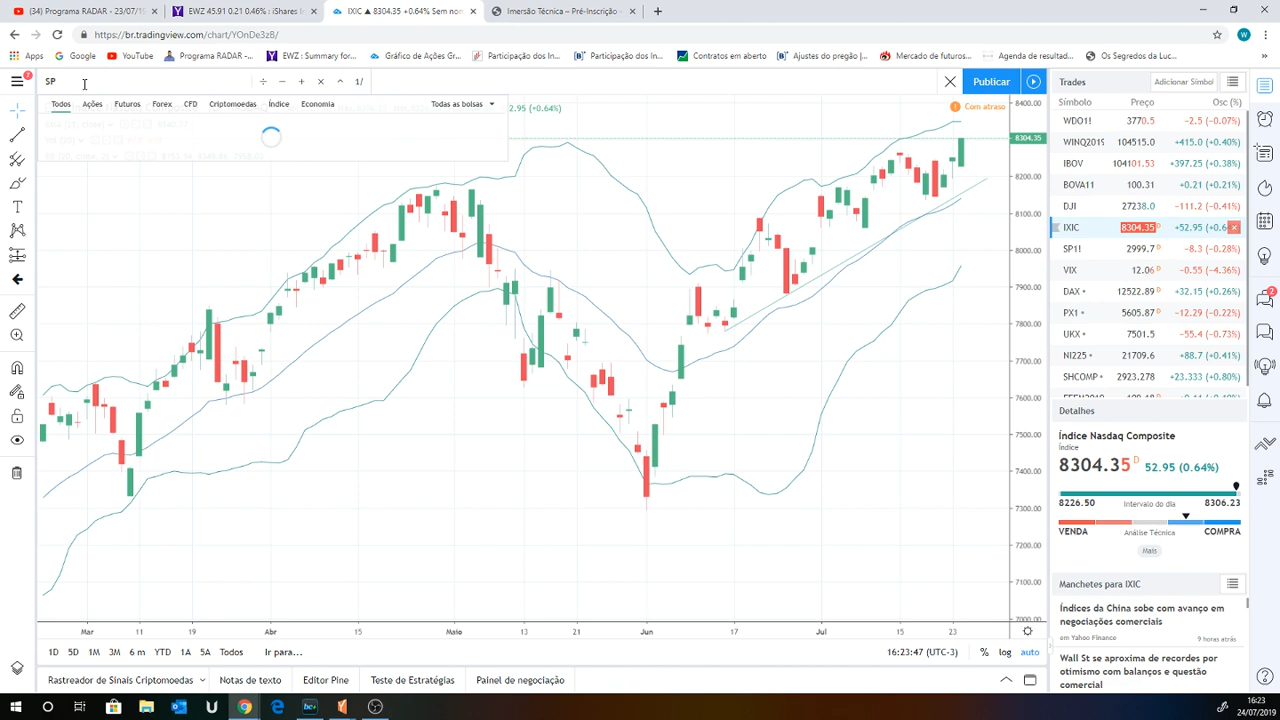 (34) Programa RADAR - 23/07/19
EWZ 45.91 0.21 0.46% : iShares I
IXIC ▲ 8304.35 +0.64% Sem non
Imersão Técnica – Pré-Inscrição –
https://br.tradingview.com/chart/YOnDe3zB/
Apps
Google
YouTube
Programa RADAR -...
EWZ : Summary for...
Gráfico de Ações Gr...
Participação do Inv...
Participação dos Inv...
Contratos em aberto
Ajustes do pregão |...
Mercado de futuros...
Agenda de resultad...
Os Segredos da Luc...
SP
1/
Publicar
Todos
Ações
Futuros
Forex
CFD
Criptomoedas
Índice
Economia
Todas as bolsas
2.95 (+0.64%)
Com atraso
8400.00
8304.35
8200.00
8100.00
8000.00
7900.00
7800.00
7700.00
7600.00
7500.00
7400.00
7300.00
7200.00
7100.00
7000.00
Mar 11 19 Abr 15 Maio 13 21 Jun 17 Jul 15 23
1D 5D 1M 3M 6 m YTD 1A 5A Todos Ir para...
16:23:47 (UTC-3) % log auto
Rastreador de Sinais Criptomoedas
Notas de texto
Editor Pine
Teste de Estratégias
Painel de negociação
Trades
Adicionar Símbol
Símbolo Preço Osc (%)
WDO1! 3770.5 −2.5 (−0.07%)
WINQ2019 104515.0 +415.0 (+0.40%)
IBOV 104101.53 +397.25 (+0.38%)
BOVA11 100.31 +0.21 (+0.21%)
DJI 27238.0 −111.2 (−0.41%)
IXIC 8304.35 D +52.95 (+0.6
SP1! 2999.7 D −8.3 (−0.28%)
VIX 12.06 D −0.55 (−4.36%)
DAX 12522.89 D +32.15 (+0.26%)
PX1 5605.87 D −12.29 (−0.22%)
UKX 7501.5 −55.4 (−0.73%)
NI225 21709.6 +88.7 (+0.41%)
SHCOMP 2923.278 +23.333 (+0.80%)
Detalhes
Índice Nasdaq Composite
Índice
8304.35 D 52.95 (0.64%)
8226.50 Intervalo do dia 8306.23
VENDA Análise Técnica COMPRA
Mais
Manchetes para IXIC
Índices da China sobe com avanço em
negociações comerciais
em Yahoo Finance 9 horas atrás
Wall St se aproxima de recordes por
otimismo com balanços e questão
comercial
7
2
W
16:23
24/07/2019